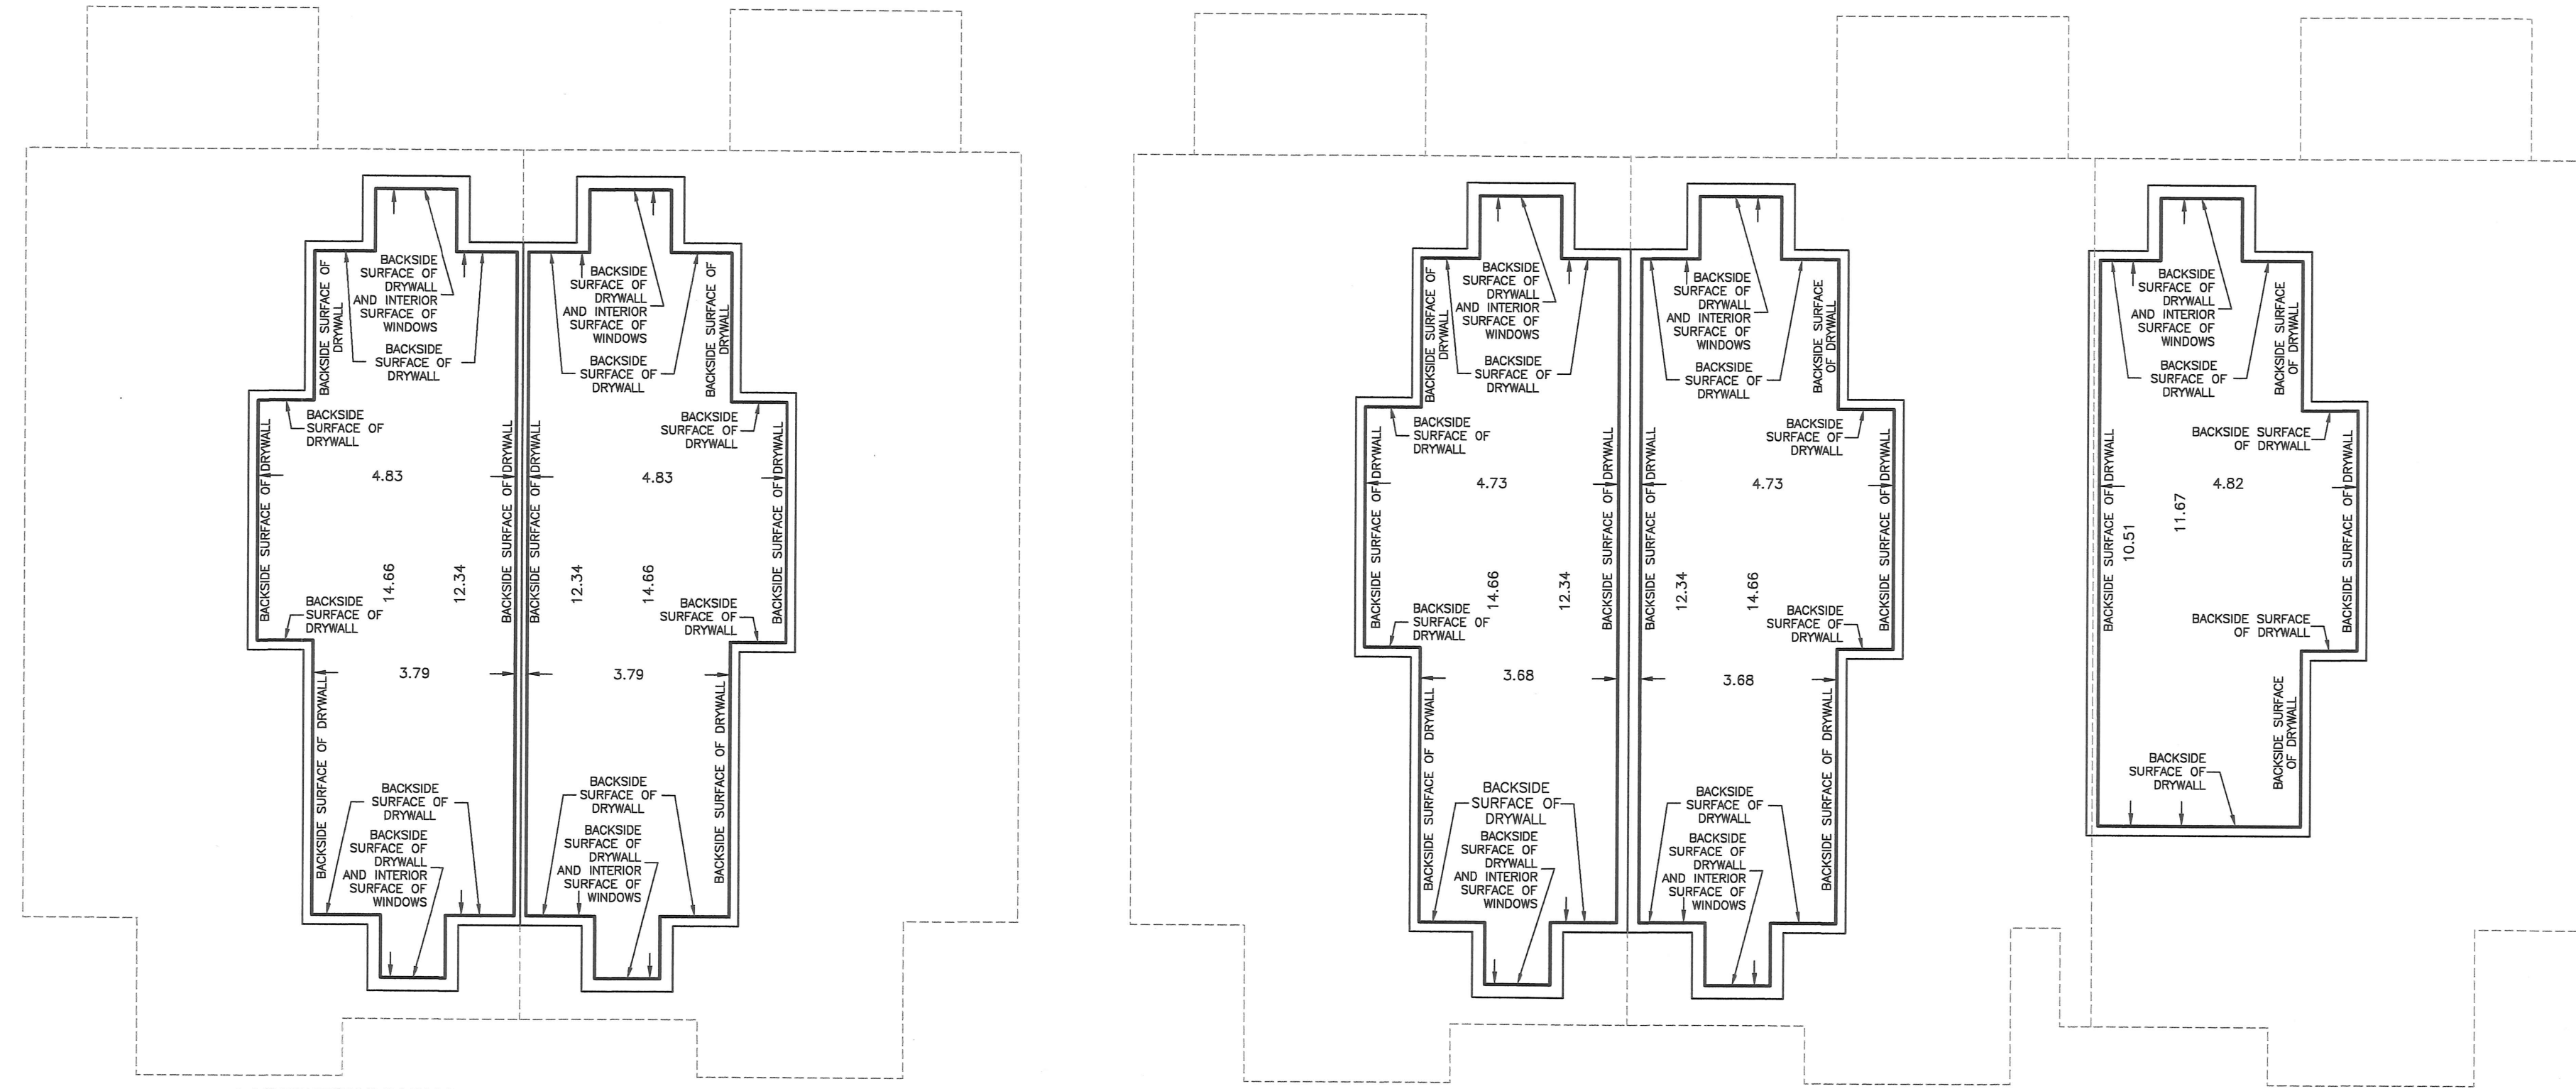 BACKSIDE SURFACE OF
DRYWALL
BACKSIDE
SURFACE OF
DRYWALL
AND INTERIOR
SURFACE OF
WINDOWS
BACKSIDE
SURFACE OF
DRYWALL
BACKSIDE
SURFACE OF
DRYWALL
BACKSIDE SURFACE OF DRYWALL
4.83
BACKSIDE SURFACE OF DRYWALL
14.66
12.34
BACKSIDE
SURFACE OF
DRYWALL
3.79
BACKSIDE SURFACE OF DRYWALL
BACKSIDE
SURFACE OF
DRYWALL
BACKSIDE
SURFACE OF
DRYWALL
AND INTERIOR
SURFACE OF
WINDOWS
BACKSIDE
SURFACE OF
DRYWALL
AND INTERIOR
SURFACE OF
WINDOWS
BACKSIDE SURFACE OF
DRYWALL
BACKSIDE
SURFACE OF
DRYWALL
BACKSIDE
SURFACE OF
DRYWALL
BACKSIDE SURFACE OF DRYWALL
4.83
BACKSIDE SURFACE OF DRYWALL
12.34
14.66
BACKSIDE
SURFACE OF
DRYWALL
3.79
BACKSIDE SURFACE OF DRYWALL
BACKSIDE
SURFACE OF
DRYWALL
BACKSIDE
SURFACE OF
DRYWALL
AND INTERIOR
SURFACE OF
WINDOWS
BACKSIDE SURFACE OF
DRYWALL
BACKSIDE
SURFACE OF
DRYWALL
AND INTERIOR
SURFACE OF
WINDOWS
BACKSIDE
SURFACE OF
DRYWALL
BACKSIDE
SURFACE OF
DRYWALL
BACKSIDE SURFACE OF DRYWALL
4.73
BACKSIDE SURFACE OF DRYWALL
14.66
12.34
BACKSIDE
SURFACE OF
DRYWALL
3.68
BACKSIDE SURFACE OF DRYWALL
BACKSIDE
SURFACE OF
DRYWALL
BACKSIDE
SURFACE OF
DRYWALL
AND INTERIOR
SURFACE OF
WINDOWS
BACKSIDE
SURFACE OF
DRYWALL
AND INTERIOR
SURFACE OF
WINDOWS
BACKSIDE SURFACE
OF DRYWALL
BACKSIDE
SURFACE OF
DRYWALL
BACKSIDE
SURFACE OF
DRYWALL
BACKSIDE SURFACE OF DRYWALL
4.73
BACKSIDE SURFACE OF DRYWALL
12.34
14.66
BACKSIDE
SURFACE OF
DRYWALL
3.68
BACKSIDE SURFACE OF DRYWALL
BACKSIDE
SURFACE OF
DRYWALL
BACKSIDE
SURFACE OF
DRYWALL
AND INTERIOR
SURFACE OF
WINDOWS
BACKSIDE
SURFACE OF
DRYWALL
AND INTERIOR
SURFACE OF
WINDOWS
BACKSIDE SURFACE
OF DRYWALL
BACKSIDE
SURFACE OF
DRYWALL
BACKSIDE SURFACE
OF DRYWALL
BACKSIDE SURFACE OF DRYWALL
4.82
BACKSIDE SURFACE OF DRYWALL
10.51
11.67
BACKSIDE SURFACE
OF DRYWALL
BACKSIDE SURFACE
OF DRYWALL
BACKSIDE
SURFACE OF
DRYWALL